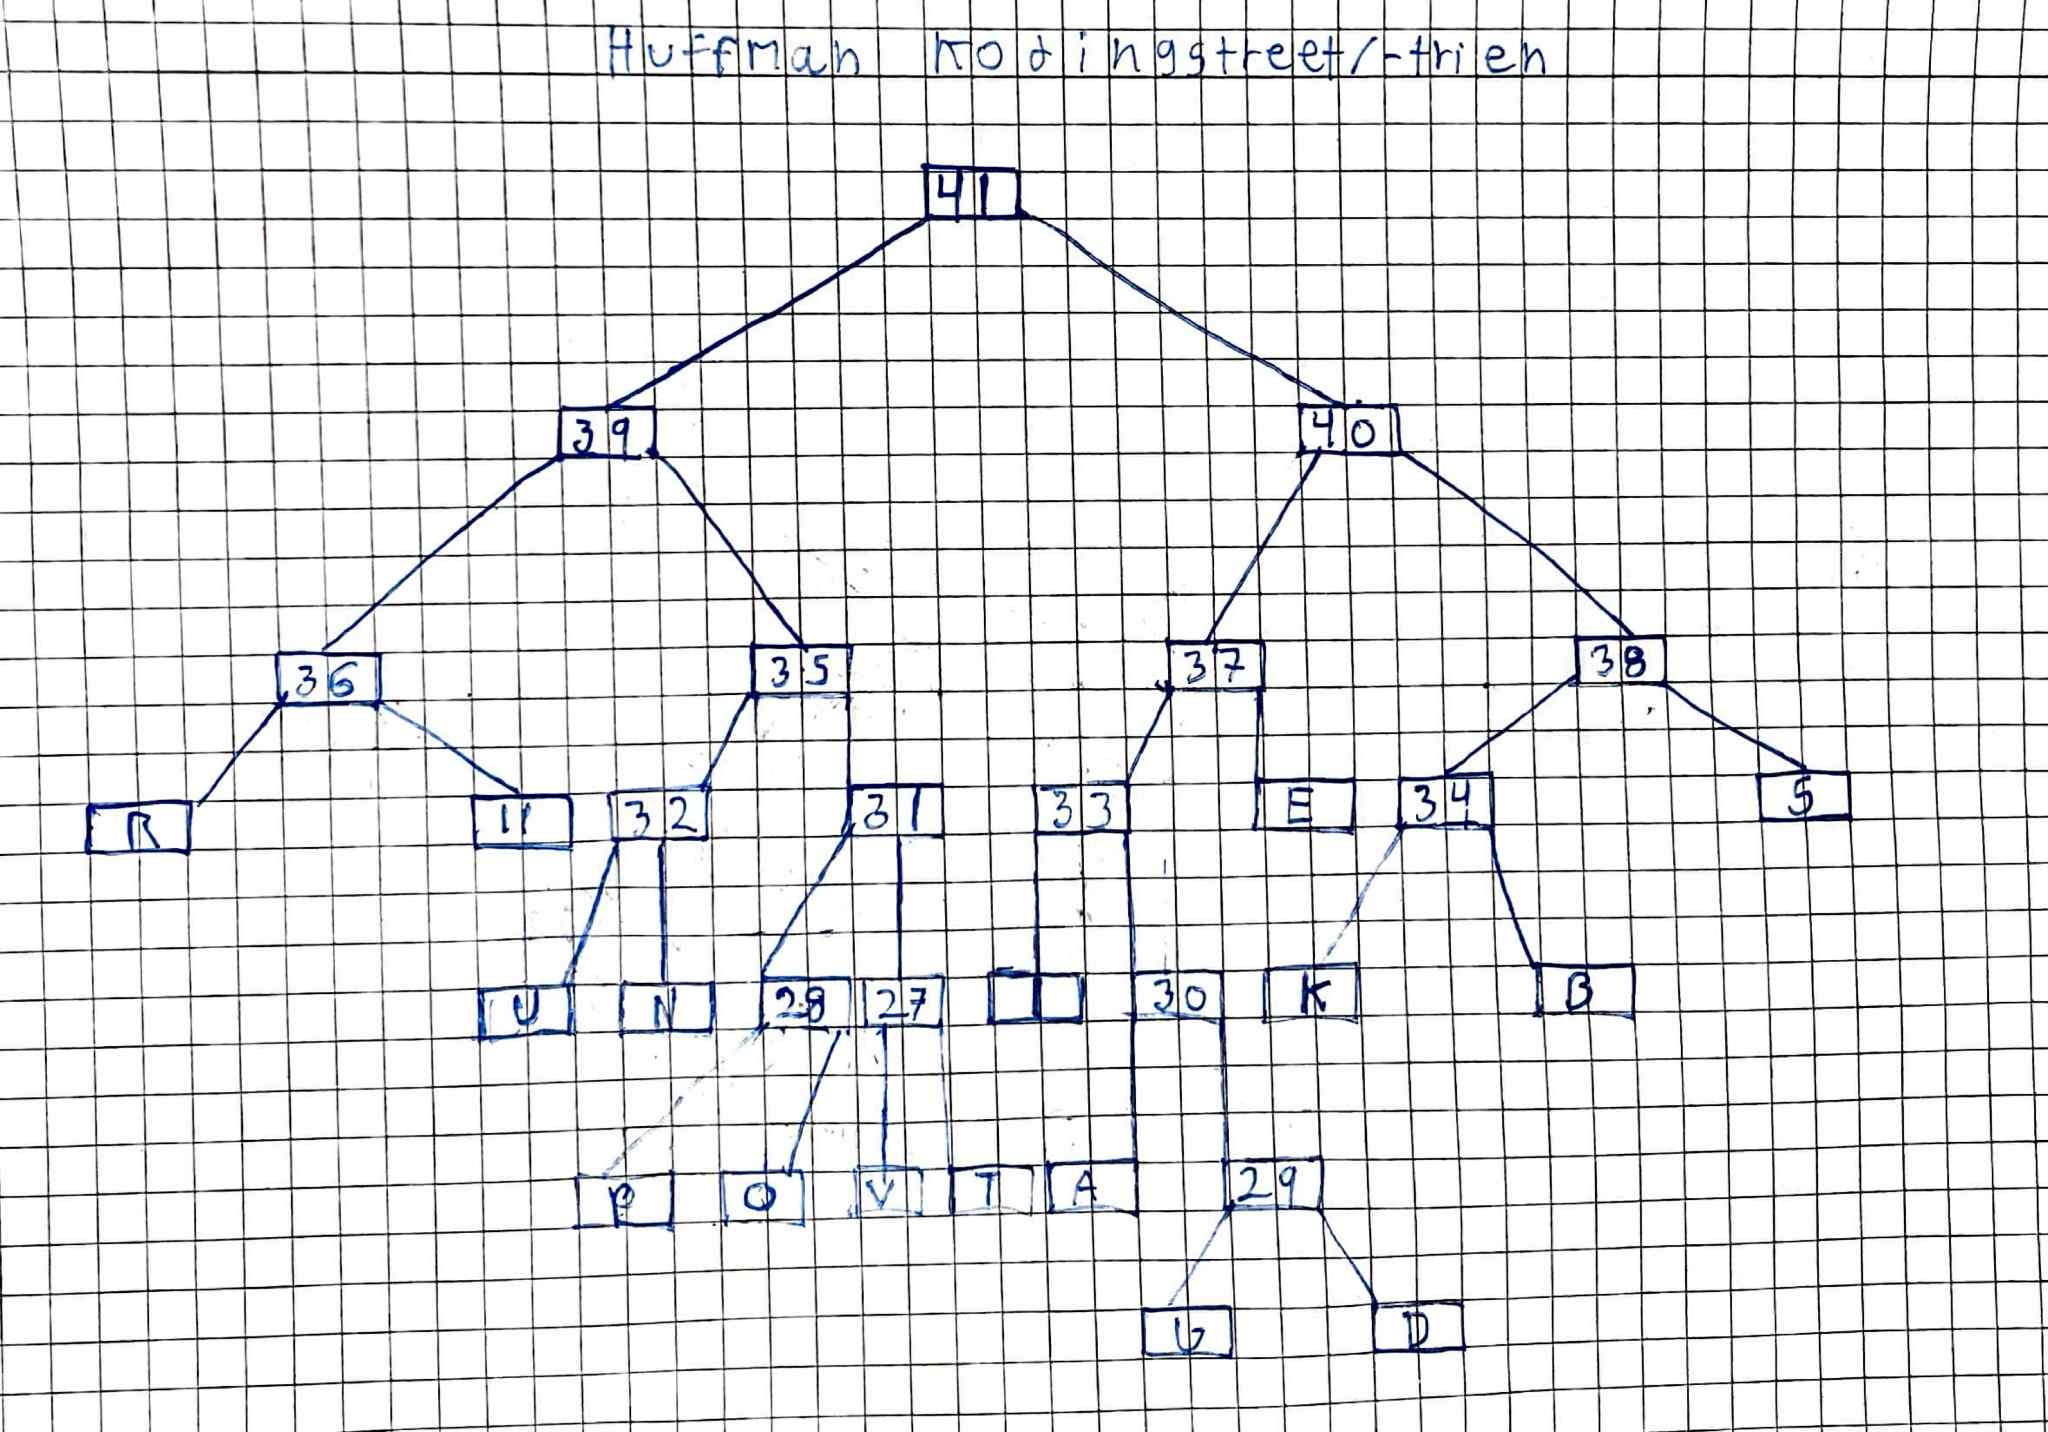 Huffman Kodingstreet/-trien
41
39 40
36 35 37 38
R 32 31 33 E 34 S
U N 28 27 I 30 K B
P O V T A 29
D